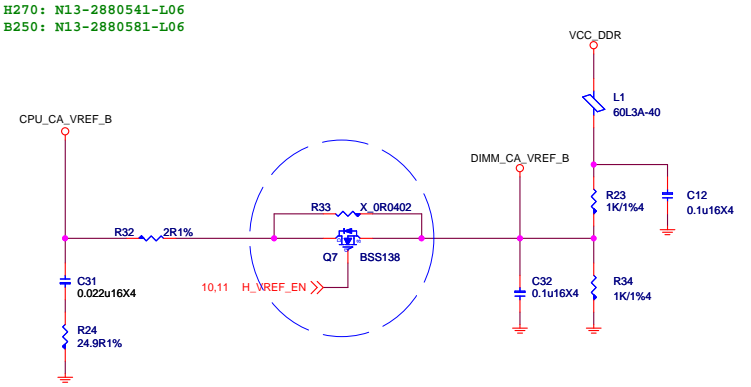 H270: N13-2880541-L06
B250: N13-2880581-L06
VCC_DDR
L1
60L3A-40
CPU_CA_VREF_B
DIMM_CA_VREF_B
R23
1K/1%4
C12
0.1u16X4
R33
X_0R0402
R32
2R1%
Q7
BSS138
10,11
H_VREF_EN
C31
0.022u16X4
C32
0.1u16X4
R34
1K/1%4
R24
24.9R1%